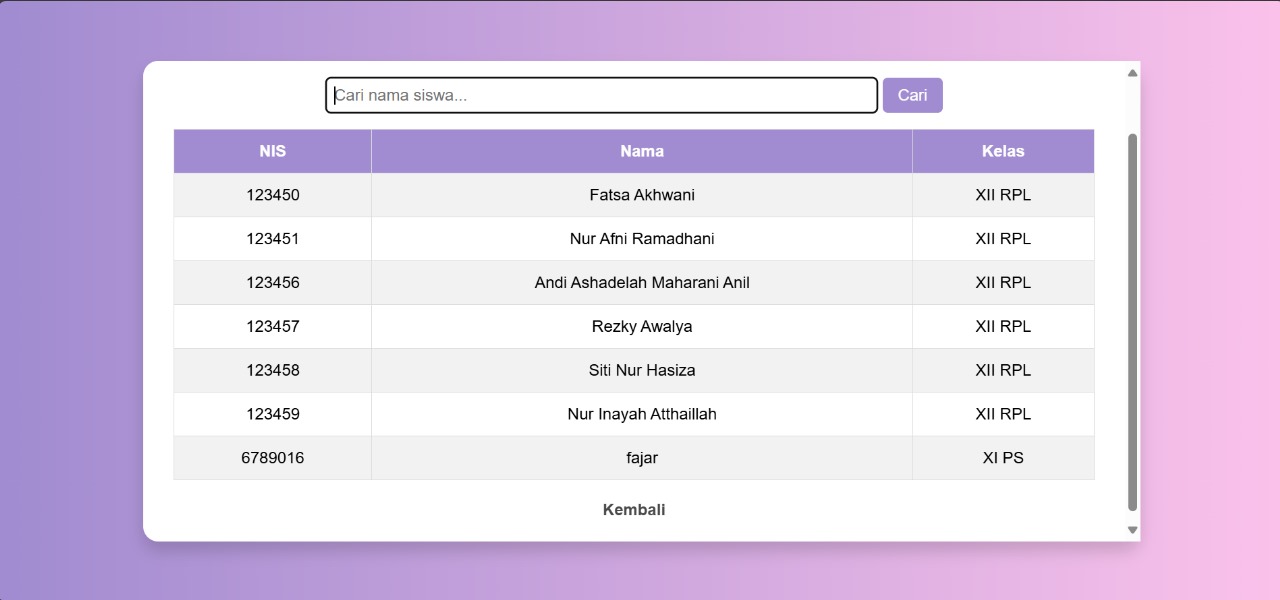 Cari nama siswa... Cari
NIS Nama Kelas
123450 Fatsa Akhwani XII RPL
123451 Nur Afni Ramadhani XII RPL
123456 Andi Ashadelah Maharani Anil XII RPL
123457 Rezky Awalya XII RPL
123458 Siti Nur Hasiza XII RPL
123459 Nur Inayah Atthaillah XII RPL
6789016 fajar XI PS
Kembali